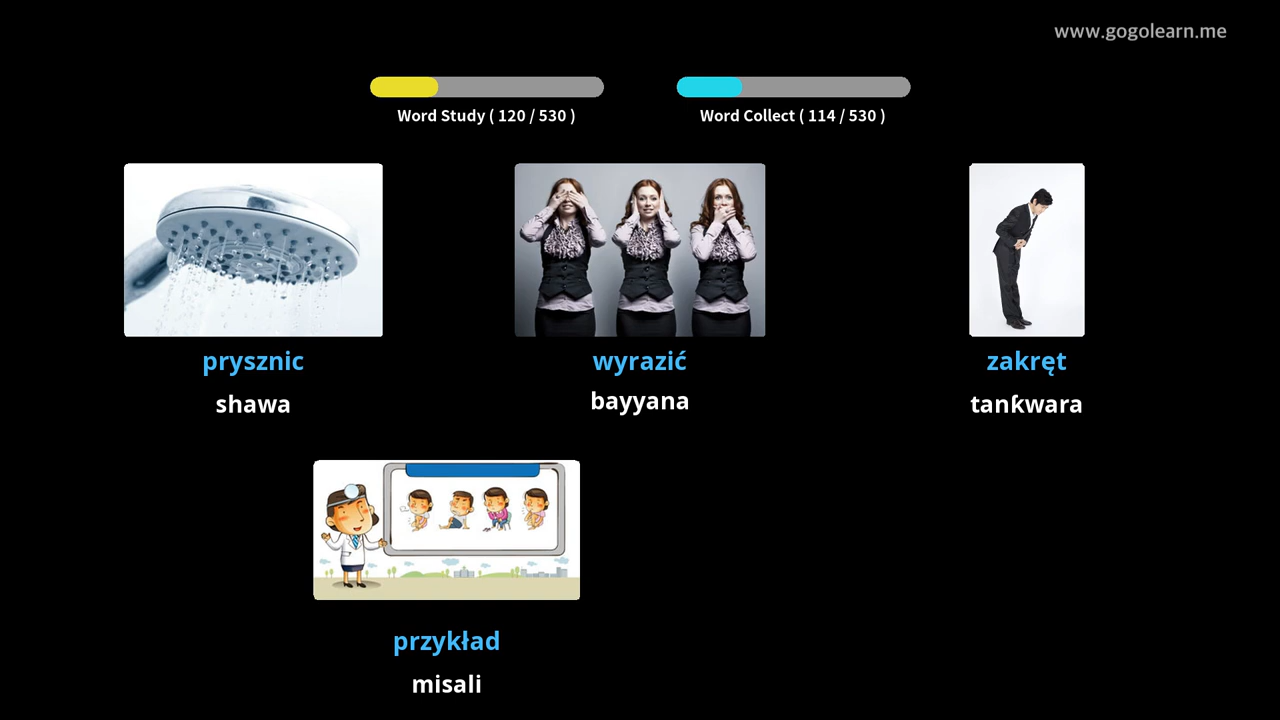 www.gogolearn.me
Word Study ( 120 / 530 )
Word Collect ( 114 / 530 )
prysznic
wyrazić
zakręt
shawa
bayyana
tanƙwara
przykład
misali